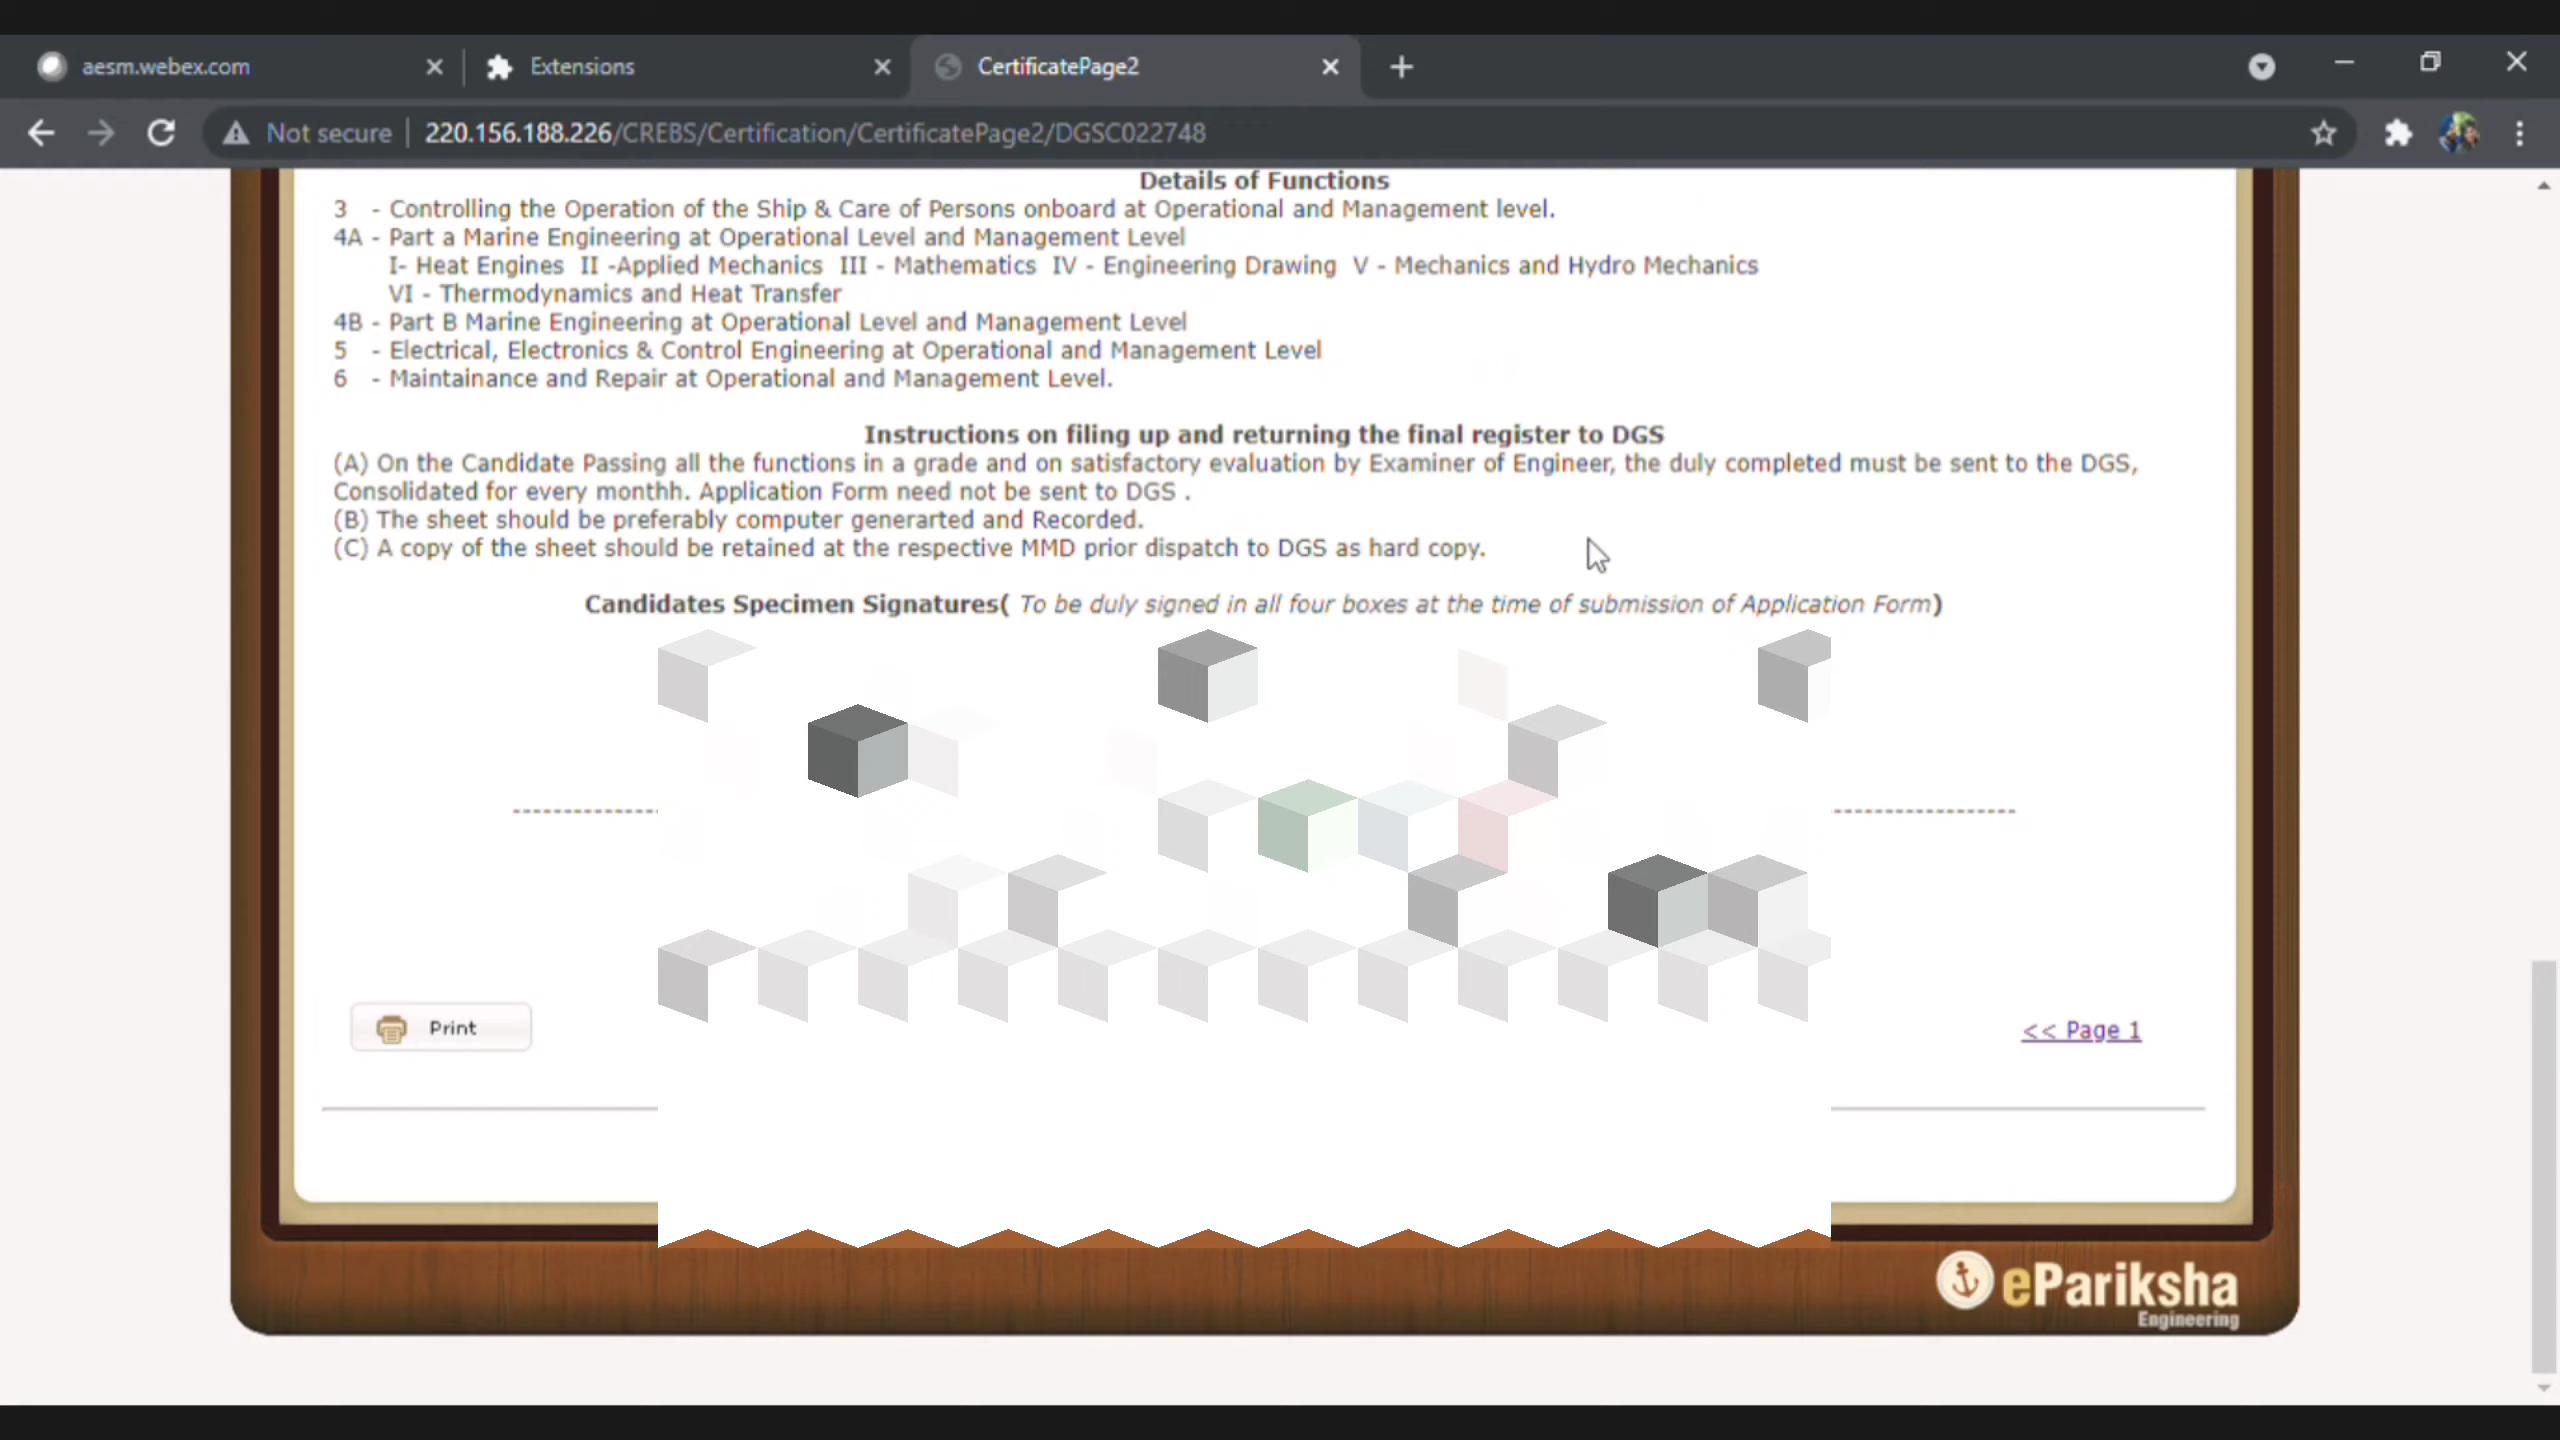 aesm.webex.com
Extensions
CertificatePage2
Not secure 220.156.188.226/CREBS/Certification/CertificatePage2/DGSC022748
Details of Functions
3 - Controlling the Operation of the Ship & Care of Persons onboard at Operational and Management level.
4A - Part a Marine Engineering at Operational Level and Management Level
I- Heat Engines II -Applied Mechanics III - Mathematics IV - Engineering Drawing V - Mechanics and Hydro Mechanics
VI - Thermodynamics and Heat Transfer
4B - Part B Marine Engineering at Operational Level and Management Level
5 - Electrical, Electronics & Control Engineering at Operational and Management Level
6 - Maintainance and Repair at Operational and Management Level.
Instructions on filing up and returning the final register to DGS
(A) On the Candidate Passing all the functions in a grade and on satisfactory evaluation by Examiner of Engineer, the duly completed must be sent to the DGS,
Consolidated for every monthh. Application Form need not be sent to DGS .
(B) The sheet should be preferably computer generarted and Recorded.
(C) A copy of the sheet should be retained at the respective MMD prior dispatch to DGS as hard copy.
Candidates Specimen Signatures( To be duly signed in all four boxes at the time of submission of Application Form)
Print
<< Page 1
ePariksha
Engineering